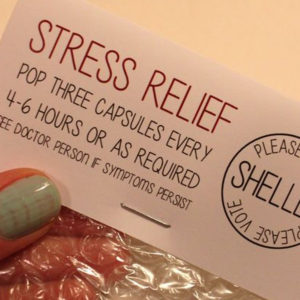 STRESS RELIEF
POP THREE CAPSULES EVERY
4-6 HOURS OR AS REQUIRED
SEE DOCTOR PERSON IF SYMPTOMS PERSIST
PLEASE
PLEASE VOTE